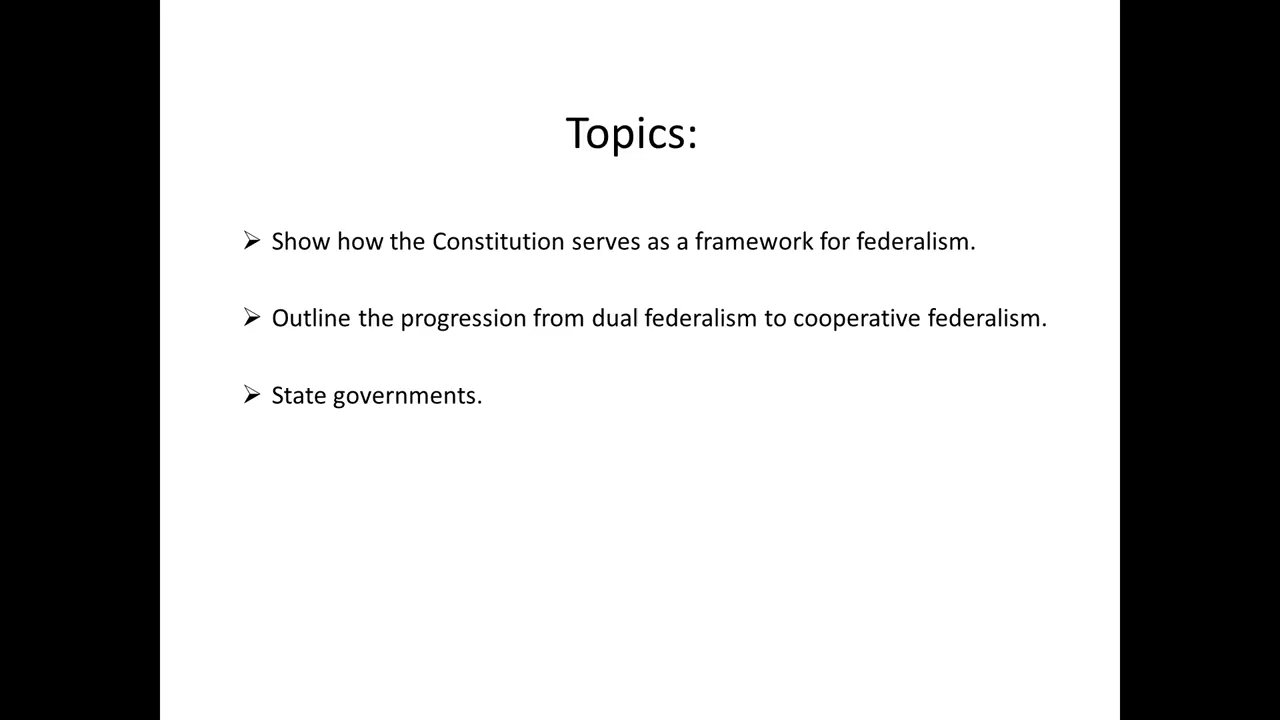 Topics:
➢ Show how the Constitution serves as a framework for federalism.
➢ Outline the progression from dual federalism to cooperative federalism.
➢ State governments.